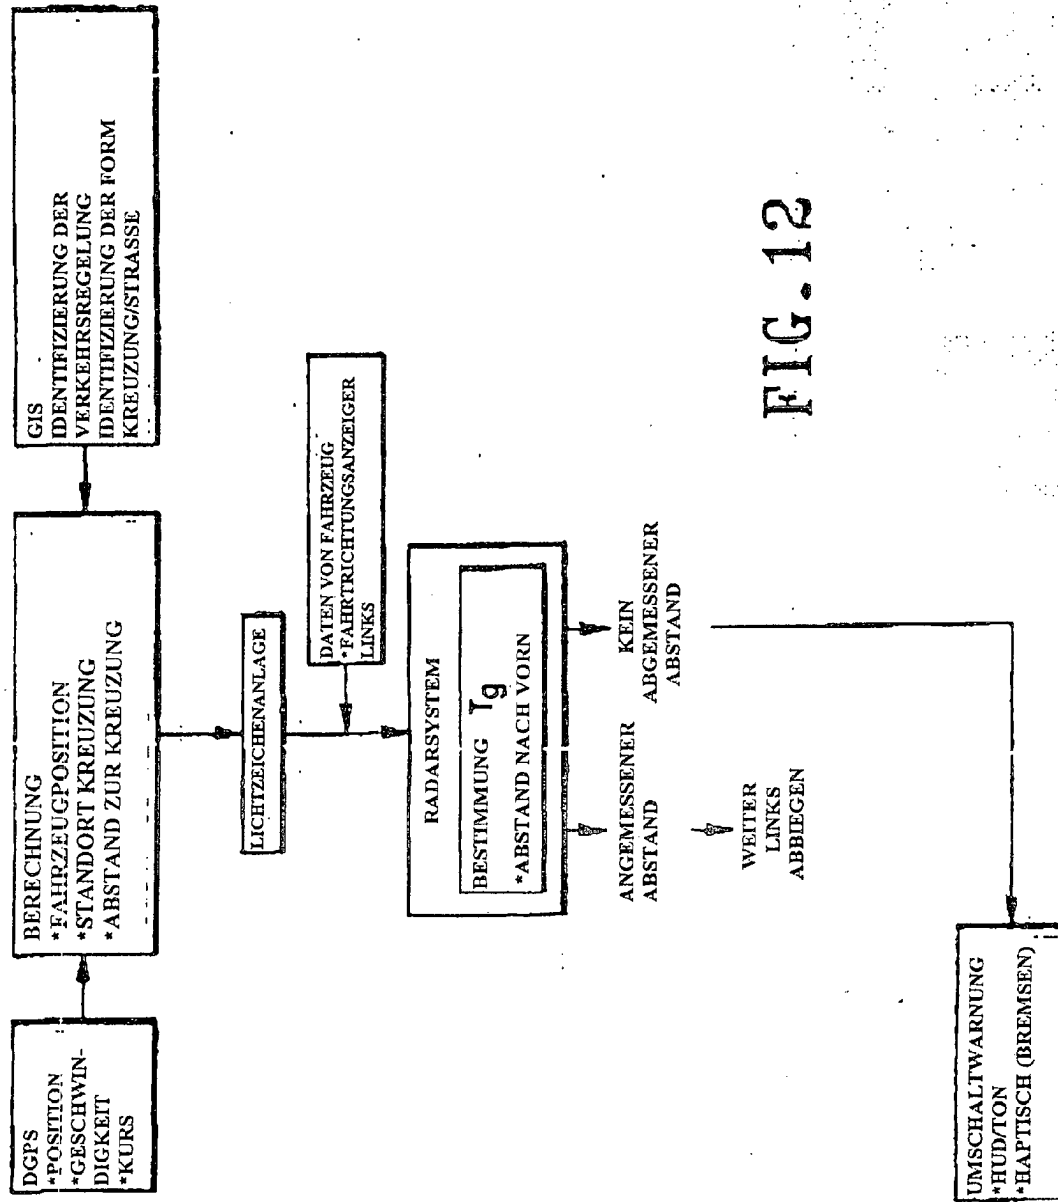 DGPS
*POSITION
*GESCHWIN-
DIGKEIT
*KURS
BERECHNUNG
*FAHRZEUGPOSITION
*STANDORT KREUZUNG
*ABSTAND ZUR KREUZUNG
GIS
IDENTIFIZIERUNG DER
VERKEHRSREGELUNG
IDENTIFIZIERUNG DER FORM
KREUZUNG/STRASSE
LICHTZEICHENANLAGE
DATEN VON FAHRZEUG
*FAHRTRICHTUNGSANZEIGER
LINKS
RADARSYSTEM
BESTIMMUNG Tg
*ABSTAND NACH VORN
ANGEMESSENER
ABSTAND
KEIN
ABGEMESSENER
ABSTAND
WEITER
LINKS
ABBIEGEN
UMSCHALTWARNUNG
*HUD/TON
*HAPTISCH (BREMSEN)
FIG. 12